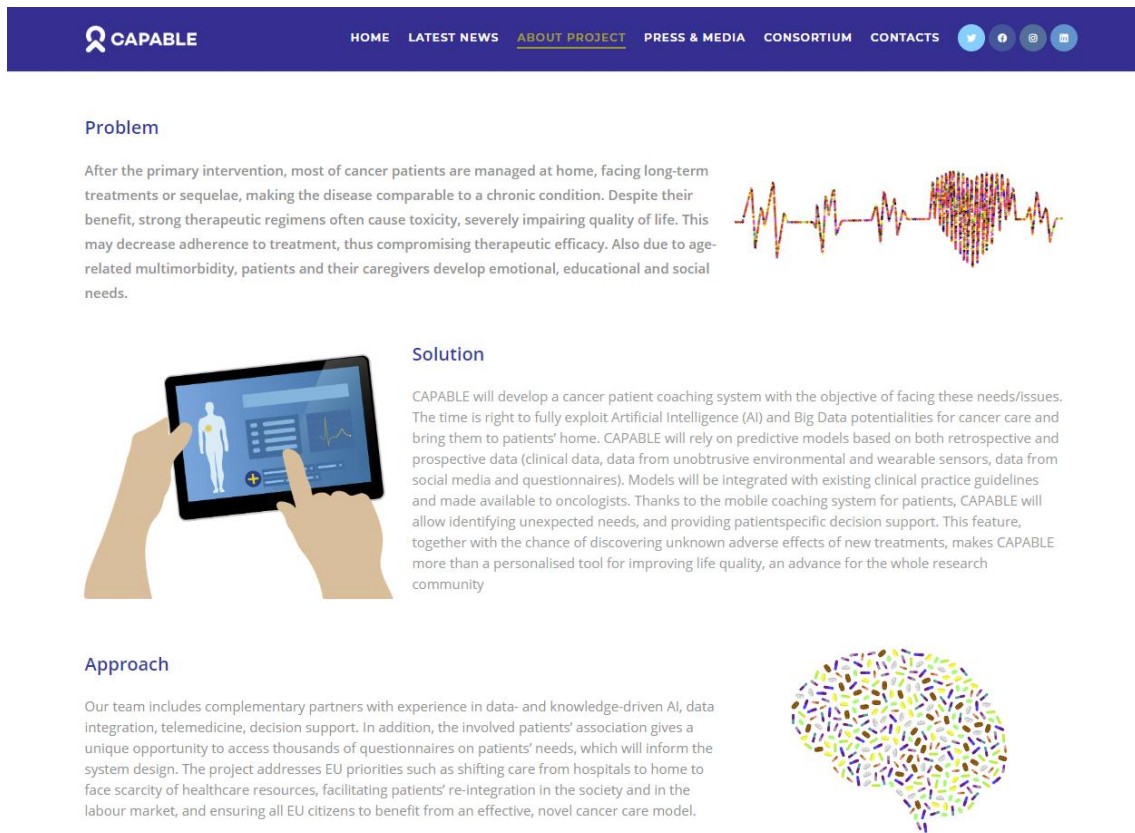 CAPABLE
HOME LATEST NEWS ABOUT PROJECT PRESS & MEDIA CONSORTIUM CONTACTS
Problem
After the primary intervention, most of cancer patients are managed at home, facing long-term
treatments or sequelae, making the disease comparable to a chronic condition. Despite their
benefit, strong therapeutic regimens often cause toxicity, severely impairing quality of life. This
may decrease adherence to treatment, thus compromising therapeutic efficacy. Also due to age-
related multimorbidity, patients and their caregivers develop emotional, educational and social
needs.
Solution
CAPABLE will develop a cancer patient coaching system with the objective of facing these needs/issues.
The time is right to fully exploit Artificial Intelligence (AI) and Big Data potentialities for cancer care and
bring them to patients' home. CAPABLE will rely on predictive models based on both retrospective and
prospective data (clinical data, data from unobtrusive environmental and wearable sensors, data from
social media and questionnaires). Models will be integrated with existing clinical practice guidelines
and made available to oncologists. Thanks to the mobile coaching system for patients, CAPABLE will
allow identifying unexpected needs, and providing patientspecific decision support. This feature,
together with the chance of discovering unknown adverse effects of new treatments, makes CAPABLE
more than a personalised tool for improving life quality, an advance for the whole research
community
Approach
Our team includes complementary partners with experience in data- and knowledge-driven AI, data
integration, telemedicine, decision support. In addition, the involved patients' association gives a
unique opportunity to access thousands of questionnaires on patients' needs, which will inform the
system design. The project addresses EU priorities such as shifting care from hospitals to home to
face scarcity of healthcare resources, facilitating patients' re-integration in the society and in the
labour market, and ensuring all EU citizens to benefit from an effective, novel cancer care model.